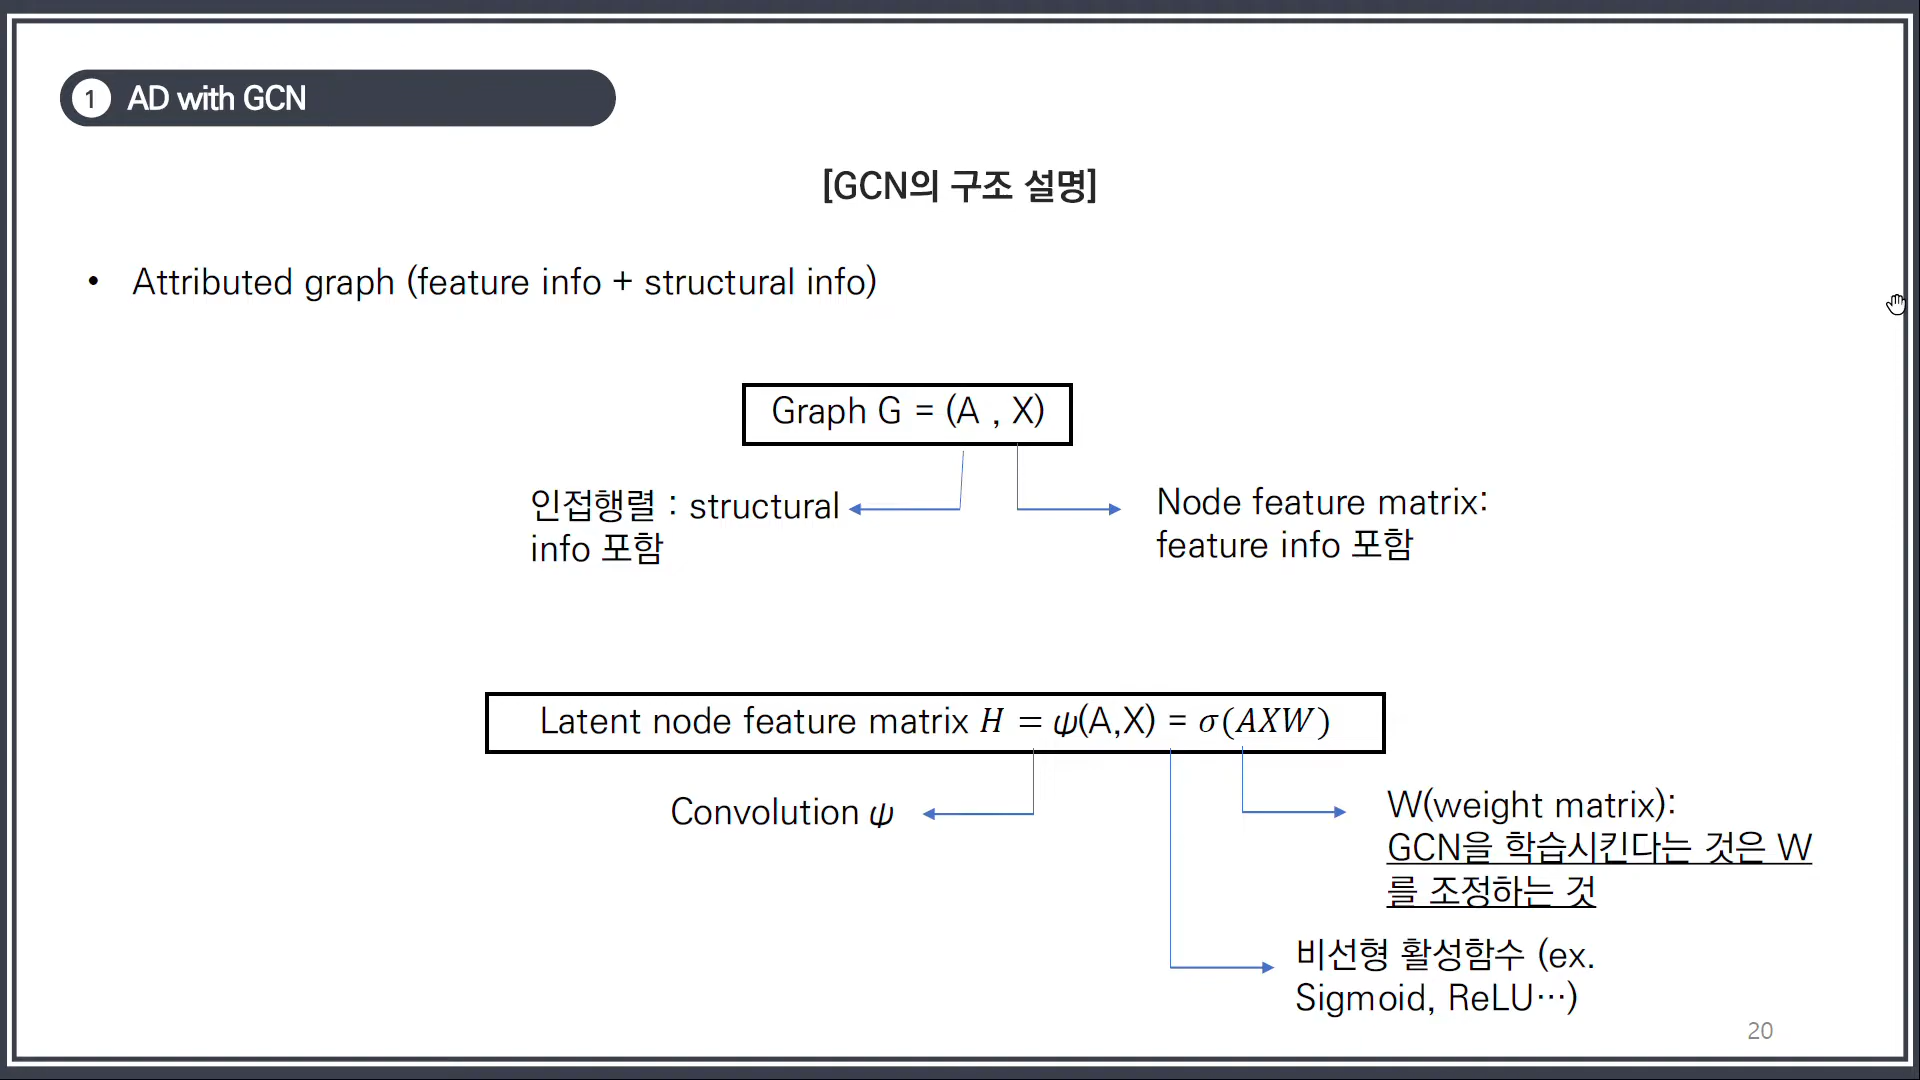 1 AD with GCN
[GCN의 구조 설명]
• Attributed graph (feature info + structural info)
Graph G = (A , X)
인접행렬 : structural
info 포함
Node feature matrix:
feature info 포함
Latent node feature matrix H = ψ(A,X) = σ(AXW)
Convolution ψ
W(weight matrix):
GCN을 학습시킨다는 것은 W
를 조정하는 것
비선형 활성함수 (ex.
Sigmoid, ReLU…)
20